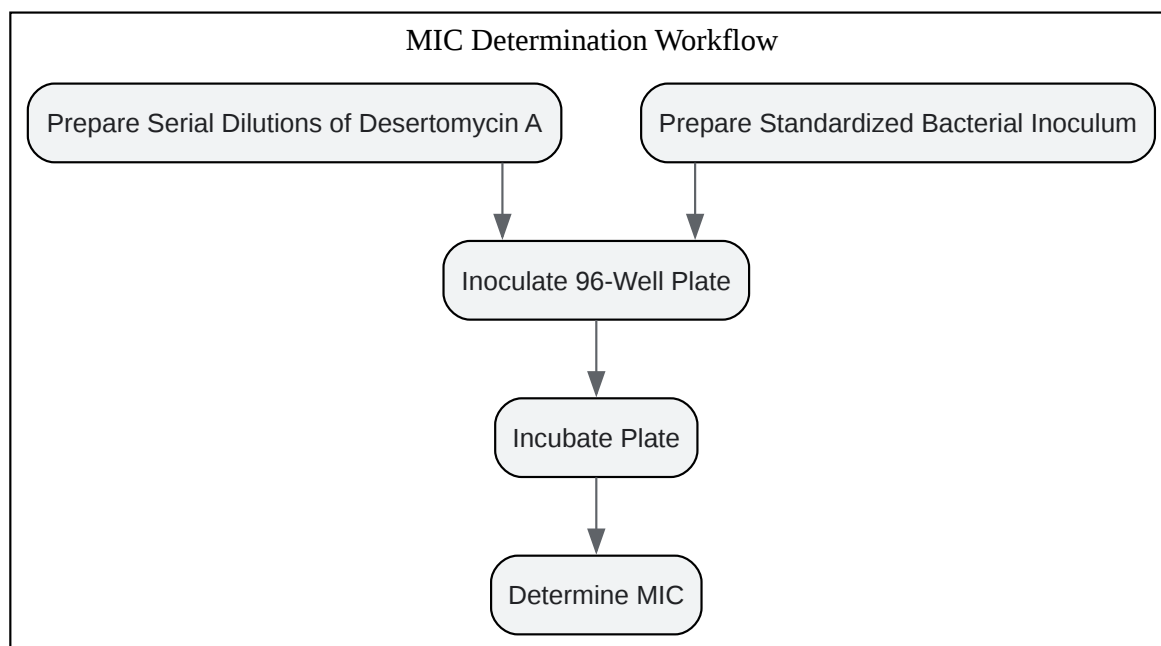 MIC Determination Workflow
Prepare Serial Dilutions of Desertomycin A
Prepare Standardized Bacterial Inoculum
Inoculate 96-Well Plate
Incubate Plate
Determine MIC